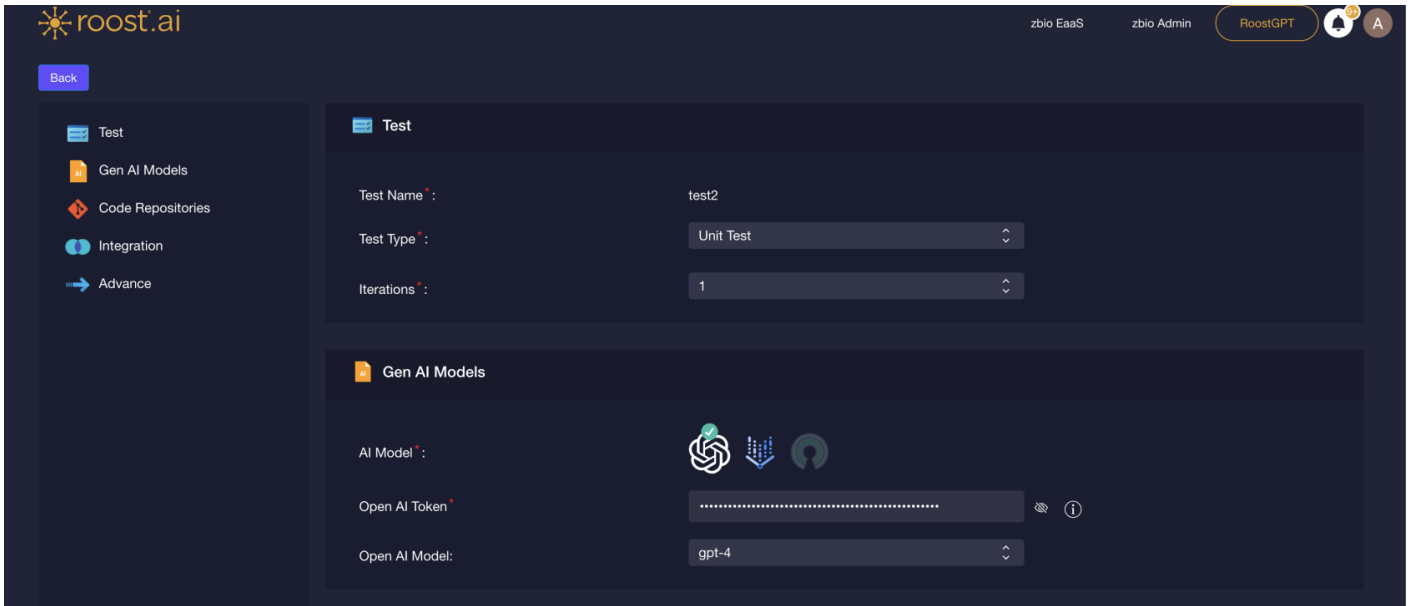 roost.ai
zbio EaaS
zbio Admin
RoostGPT
9+
A
Back
Test
Gen AI Models
Code Repositories
Integration
Advance
Test
Test Name*:
test2
Test Type*:
Unit Test
Iterations*:
1
Gen AI Models
AI Model*:
Open AI Token*
••••••••••••••••••••••••••••••••••••••••••••••••••
Open AI Model:
gpt-4